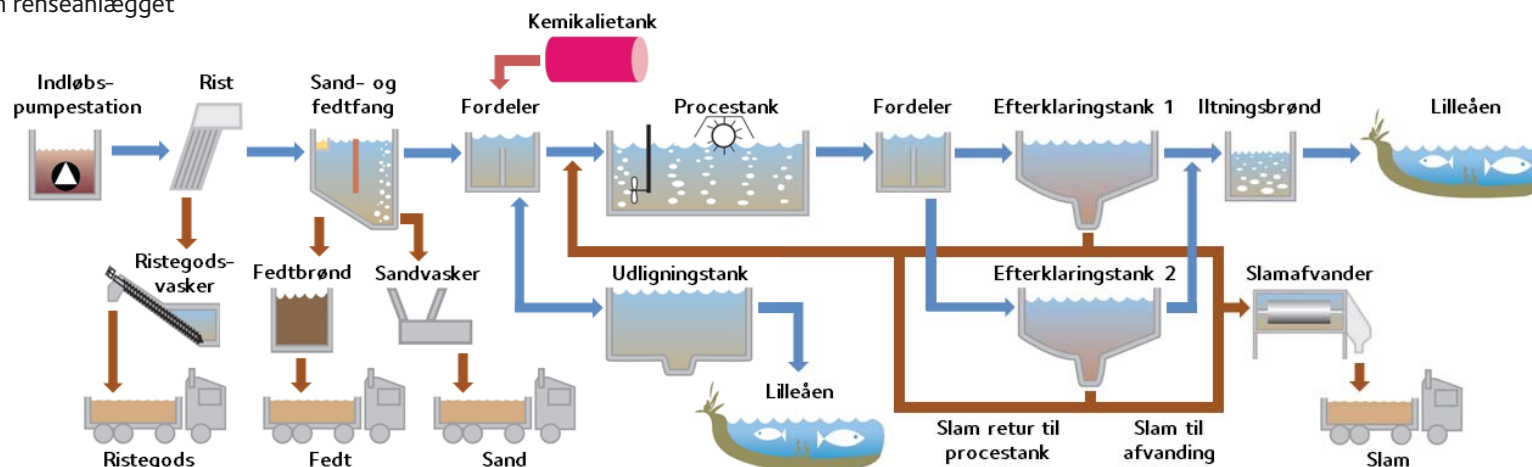 renseanlægget
Kemikalietank
Indløbs-
pumpestation
Rist
Sand- og
fedtfang
Fordeler
Procestank
Fordeler
Efterklaringstank 1
Iltningsbrønd
Lilleåen
Ristegods-
vasker
Fedtbrønd
Sandvasker
Udligningstank
Efterklaringstank 2
Slamafvander
Lilleåen
Slam retur til
procestank
Slam til
afvanding
Ristegods
Fedt
Sand
Slam